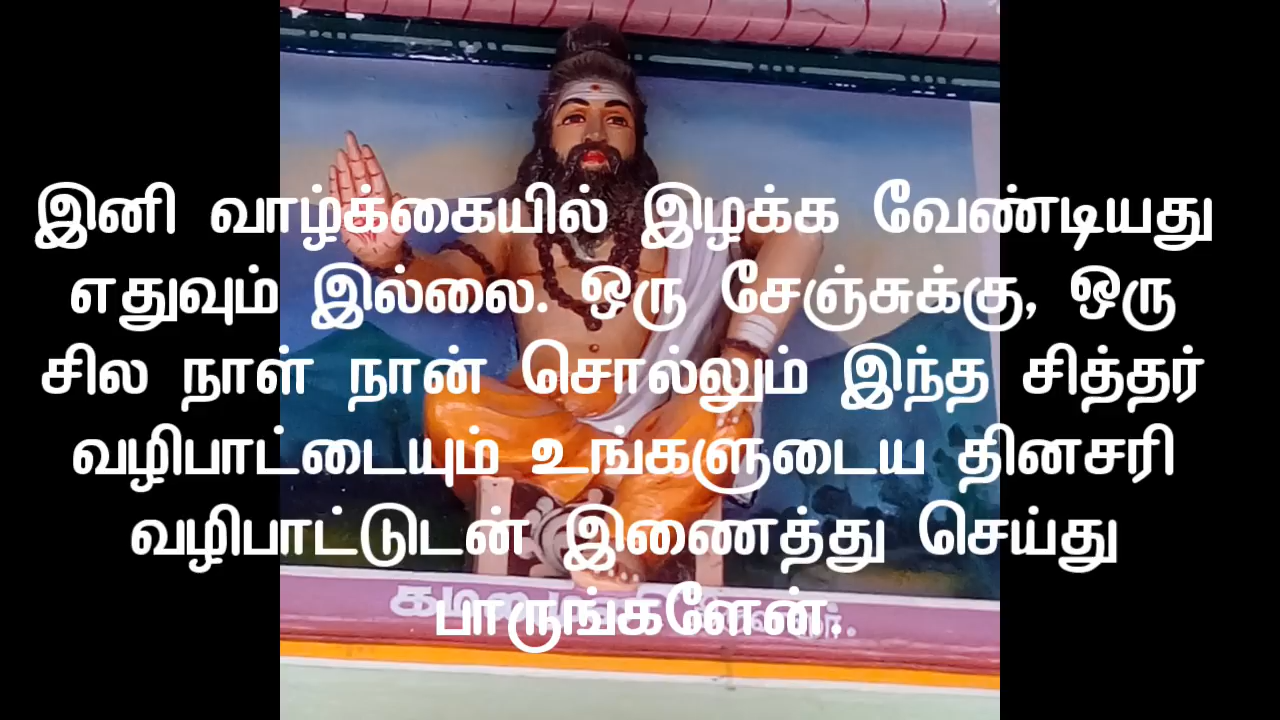 இனி வாழ்க்கையில் இழக்க வேண்டியது
எதுவும் இல்லை. ஒரு சேஞ்சுக்கு, ஒரு
சில நாள் நான் சொல்லும் இந்த சித்தர்
வழிபாட்டையும் உங்களுடைய தினசரி
வழிபாட்டுடன் இணைத்து செய்து
பாருங்களேன்.